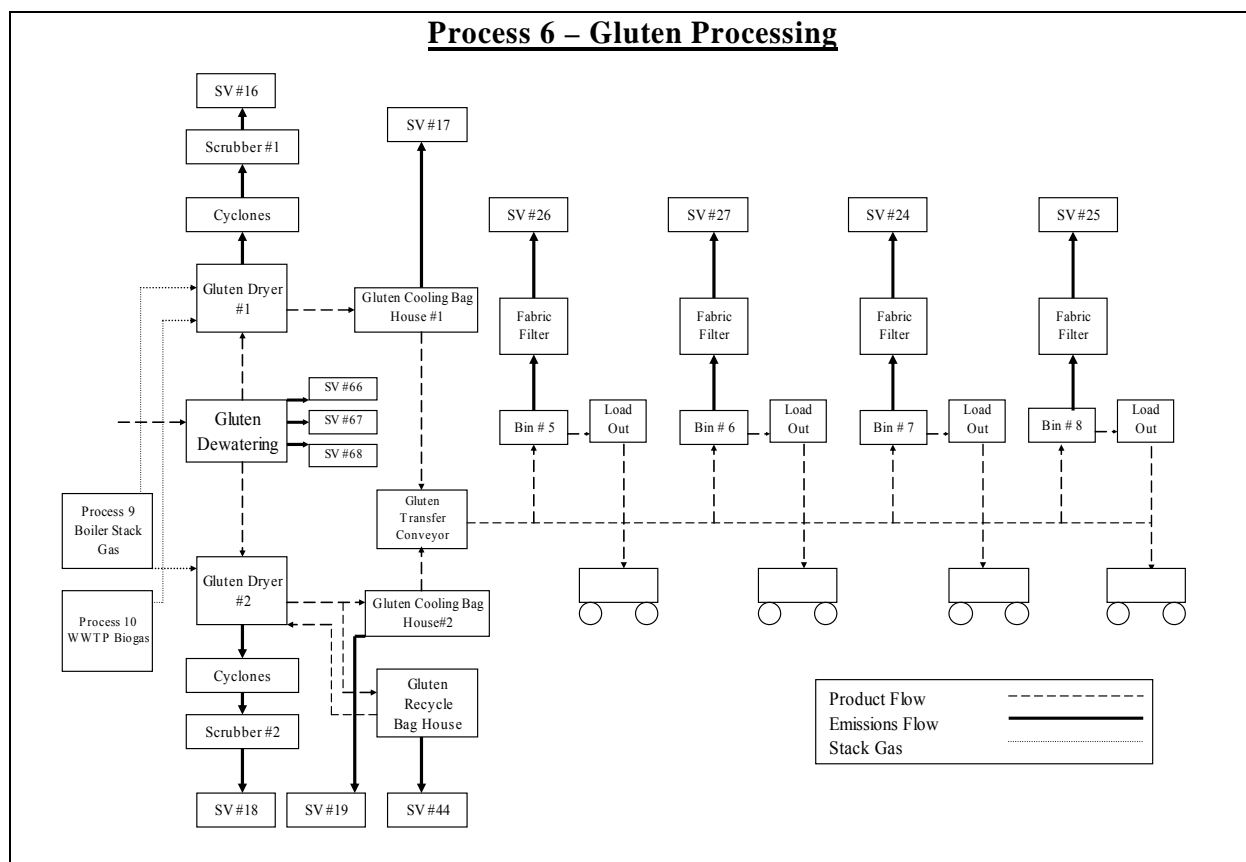 Process 6 – Gluten Processing
SV #16
Scrubber #1
Cyclones
Gluten Dryer
#1
SV #17
Gluten Cooling Bag
House #1
SV #26
SV #27
SV #24
SV #25
Fabric
Filter
Fabric
Filter
Fabric
Filter
Fabric
Filter
Gluten
Dewatering
SV #66
SV #67
SV #68
Bin # 5
Load
Out
Bin # 6
Load
Out
Bin # 7
Load
Out
Bin # 8
Load
Out
Process 9
Boiler Stack
Gas
Gluten
Transfer
Conveyor
Gluten Dryer
#2
Process 10
WWTP Biogas
Gluten Cooling Bag
House#2
Cyclones
Scrubber #2
Gluten
Recycle
Bag House
SV #18
SV #19
SV #44
Product Flow
Emissions Flow
Stack Gas